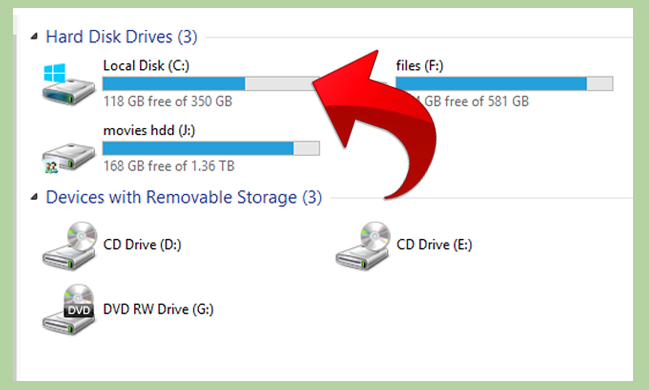 Hard Disk Drives (3)
Local Disk (C:)
118 GB free of 350 GB
files (F:)
GB free of 581 GB
movies hdd (J:)
168 GB free of 1.36 TB
Devices with Removable Storage (3)
CD Drive (D:)
CD Drive (E:)
DVD
DVD RW Drive (G:)